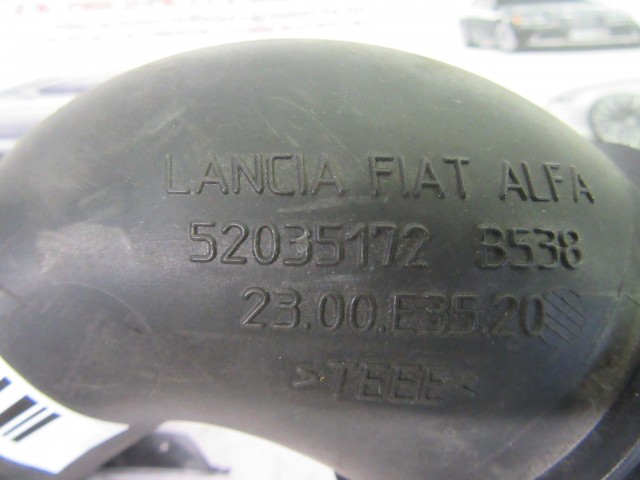 LANCIA FIAT ALFA
52035172 B538
23.00.E35.20
>TEEE<